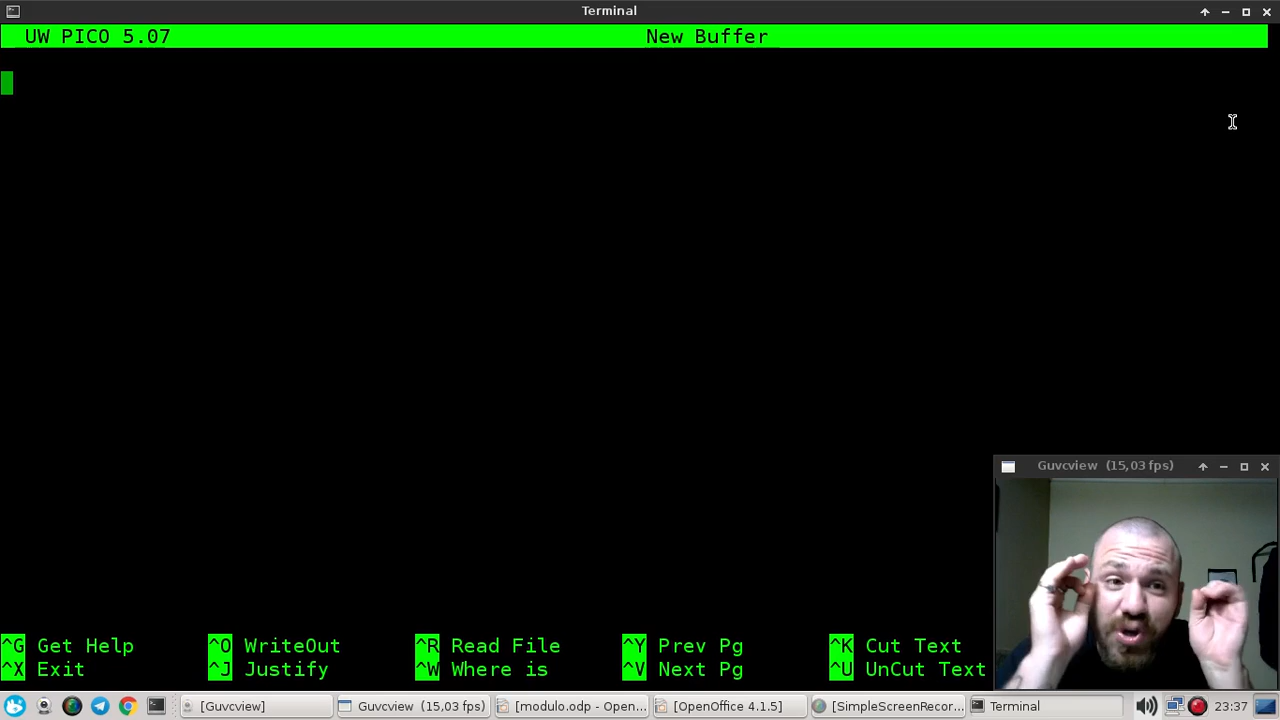 Terminal
UW PICO 5.07 New Buffer
Guvcview (15,03 fps)
^G Get Help ^O WriteOut ^R Read File ^Y Prev Pg ^K Cut Text
^X Exit ^J Justify ^W Where is ^V Next Pg ^U UnCut Text
[Guvcview] Guvcview (15,03 fps) [modulo.odp - Open... [OpenOffice 4.1.5] [SimpleScreenRecor... Terminal 23:37